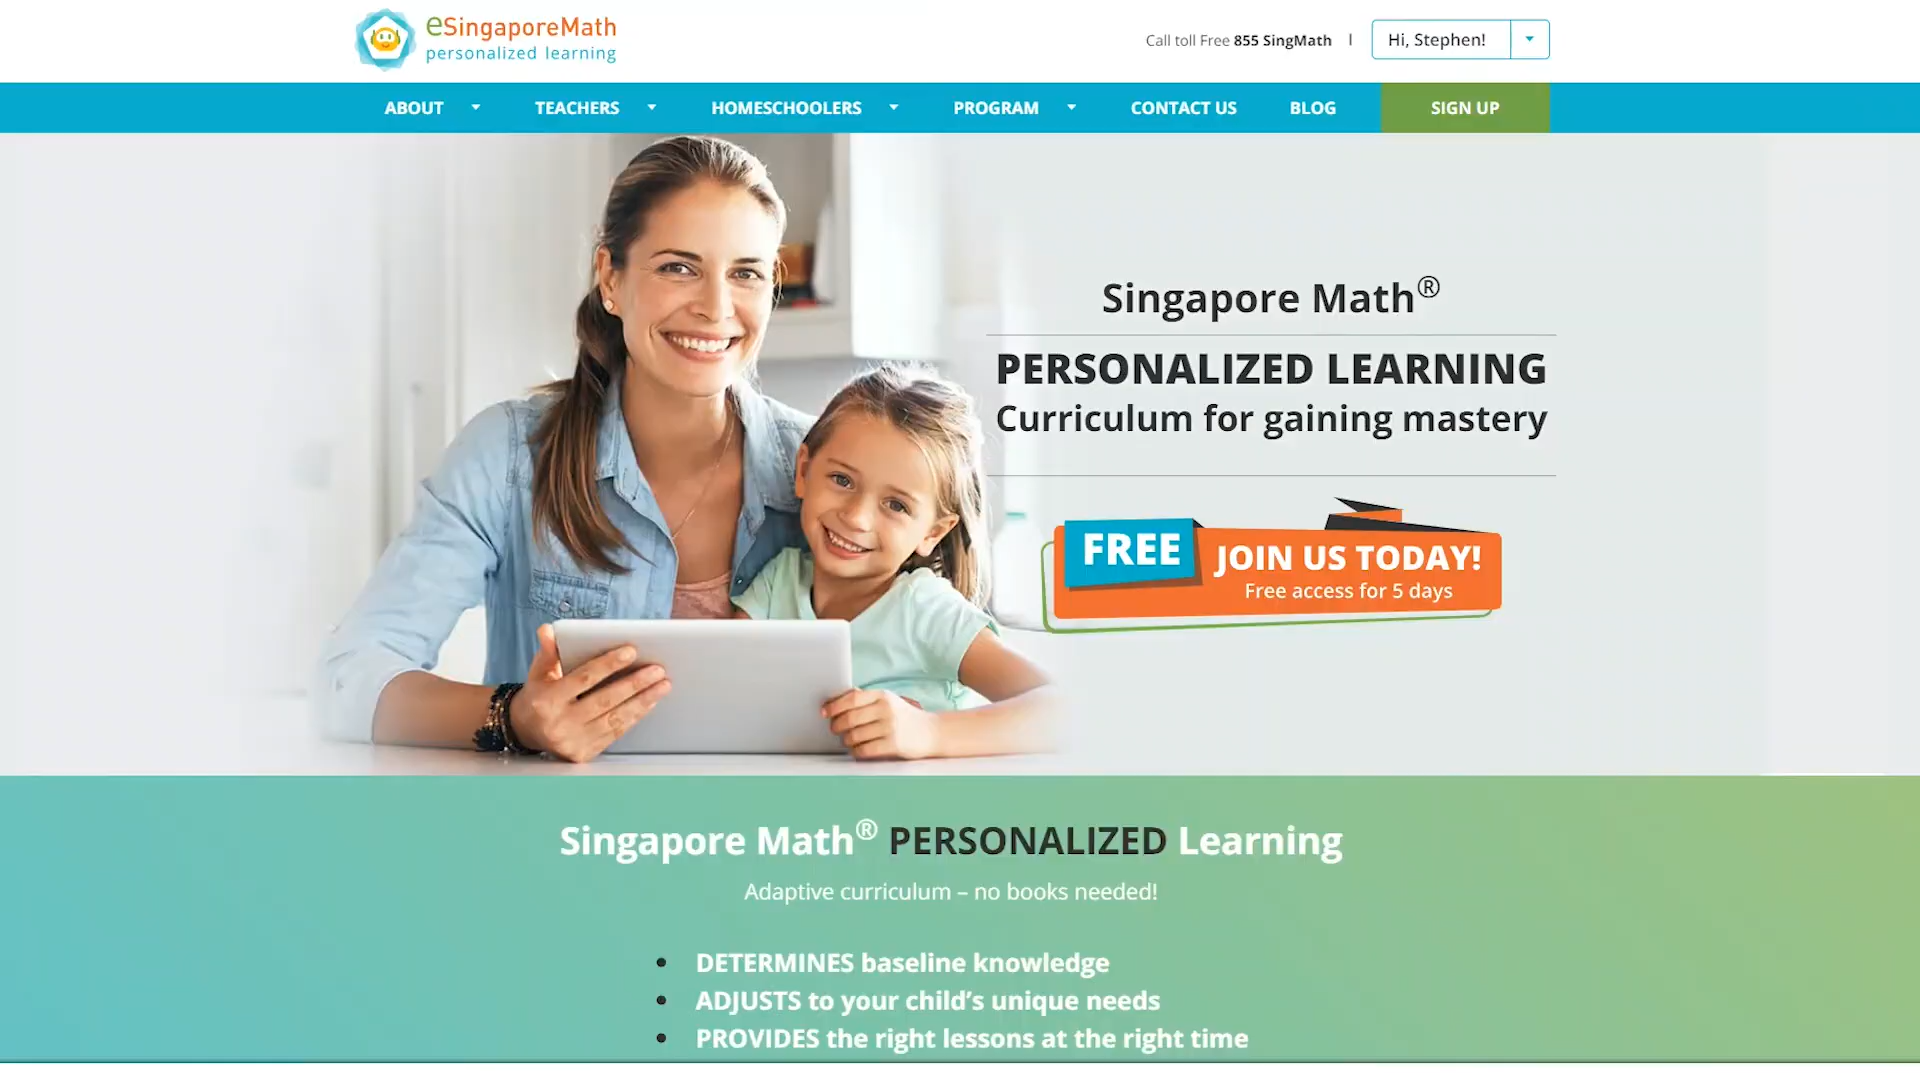 eSingaporeMath
personalized learning
Call toll Free 855 SingMath | Hi, Stephen!
ABOUT TEACHERS HOMESCHOOLERS PROGRAM CONTACT US BLOG SIGN UP
Singapore Math®
PERSONALIZED LEARNING
Curriculum for gaining mastery
FREE JOIN US TODAY!
Free access for 5 days
Singapore Math® PERSONALIZED Learning
Adaptive curriculum – no books needed!
• DETERMINES baseline knowledge
• ADJUSTS to your child’s unique needs
• PROVIDES the right lessons at the right time